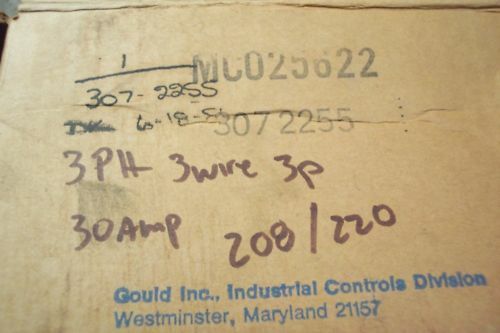 1
MC025622
307-2255
6-18-8
3072255
3PH 3wire 3p
30Amp 208/220
Gould Inc., Industrial Controls Division
Westminster, Maryland 21157